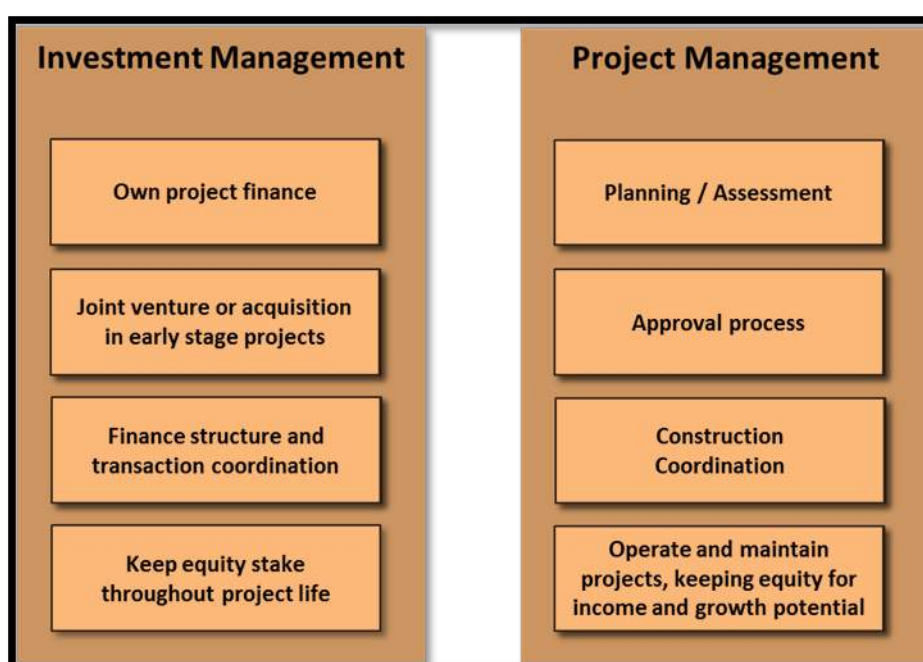 Investment Management
Own project finance
Joint venture or acquisition
in early stage projects
Finance structure and
transaction coordination
Keep equity stake
throughout project life
Project Management
Planning / Assessment
Approval process
Construction
Coordination
Operate and maintain
projects, keeping equity for
income and growth potential